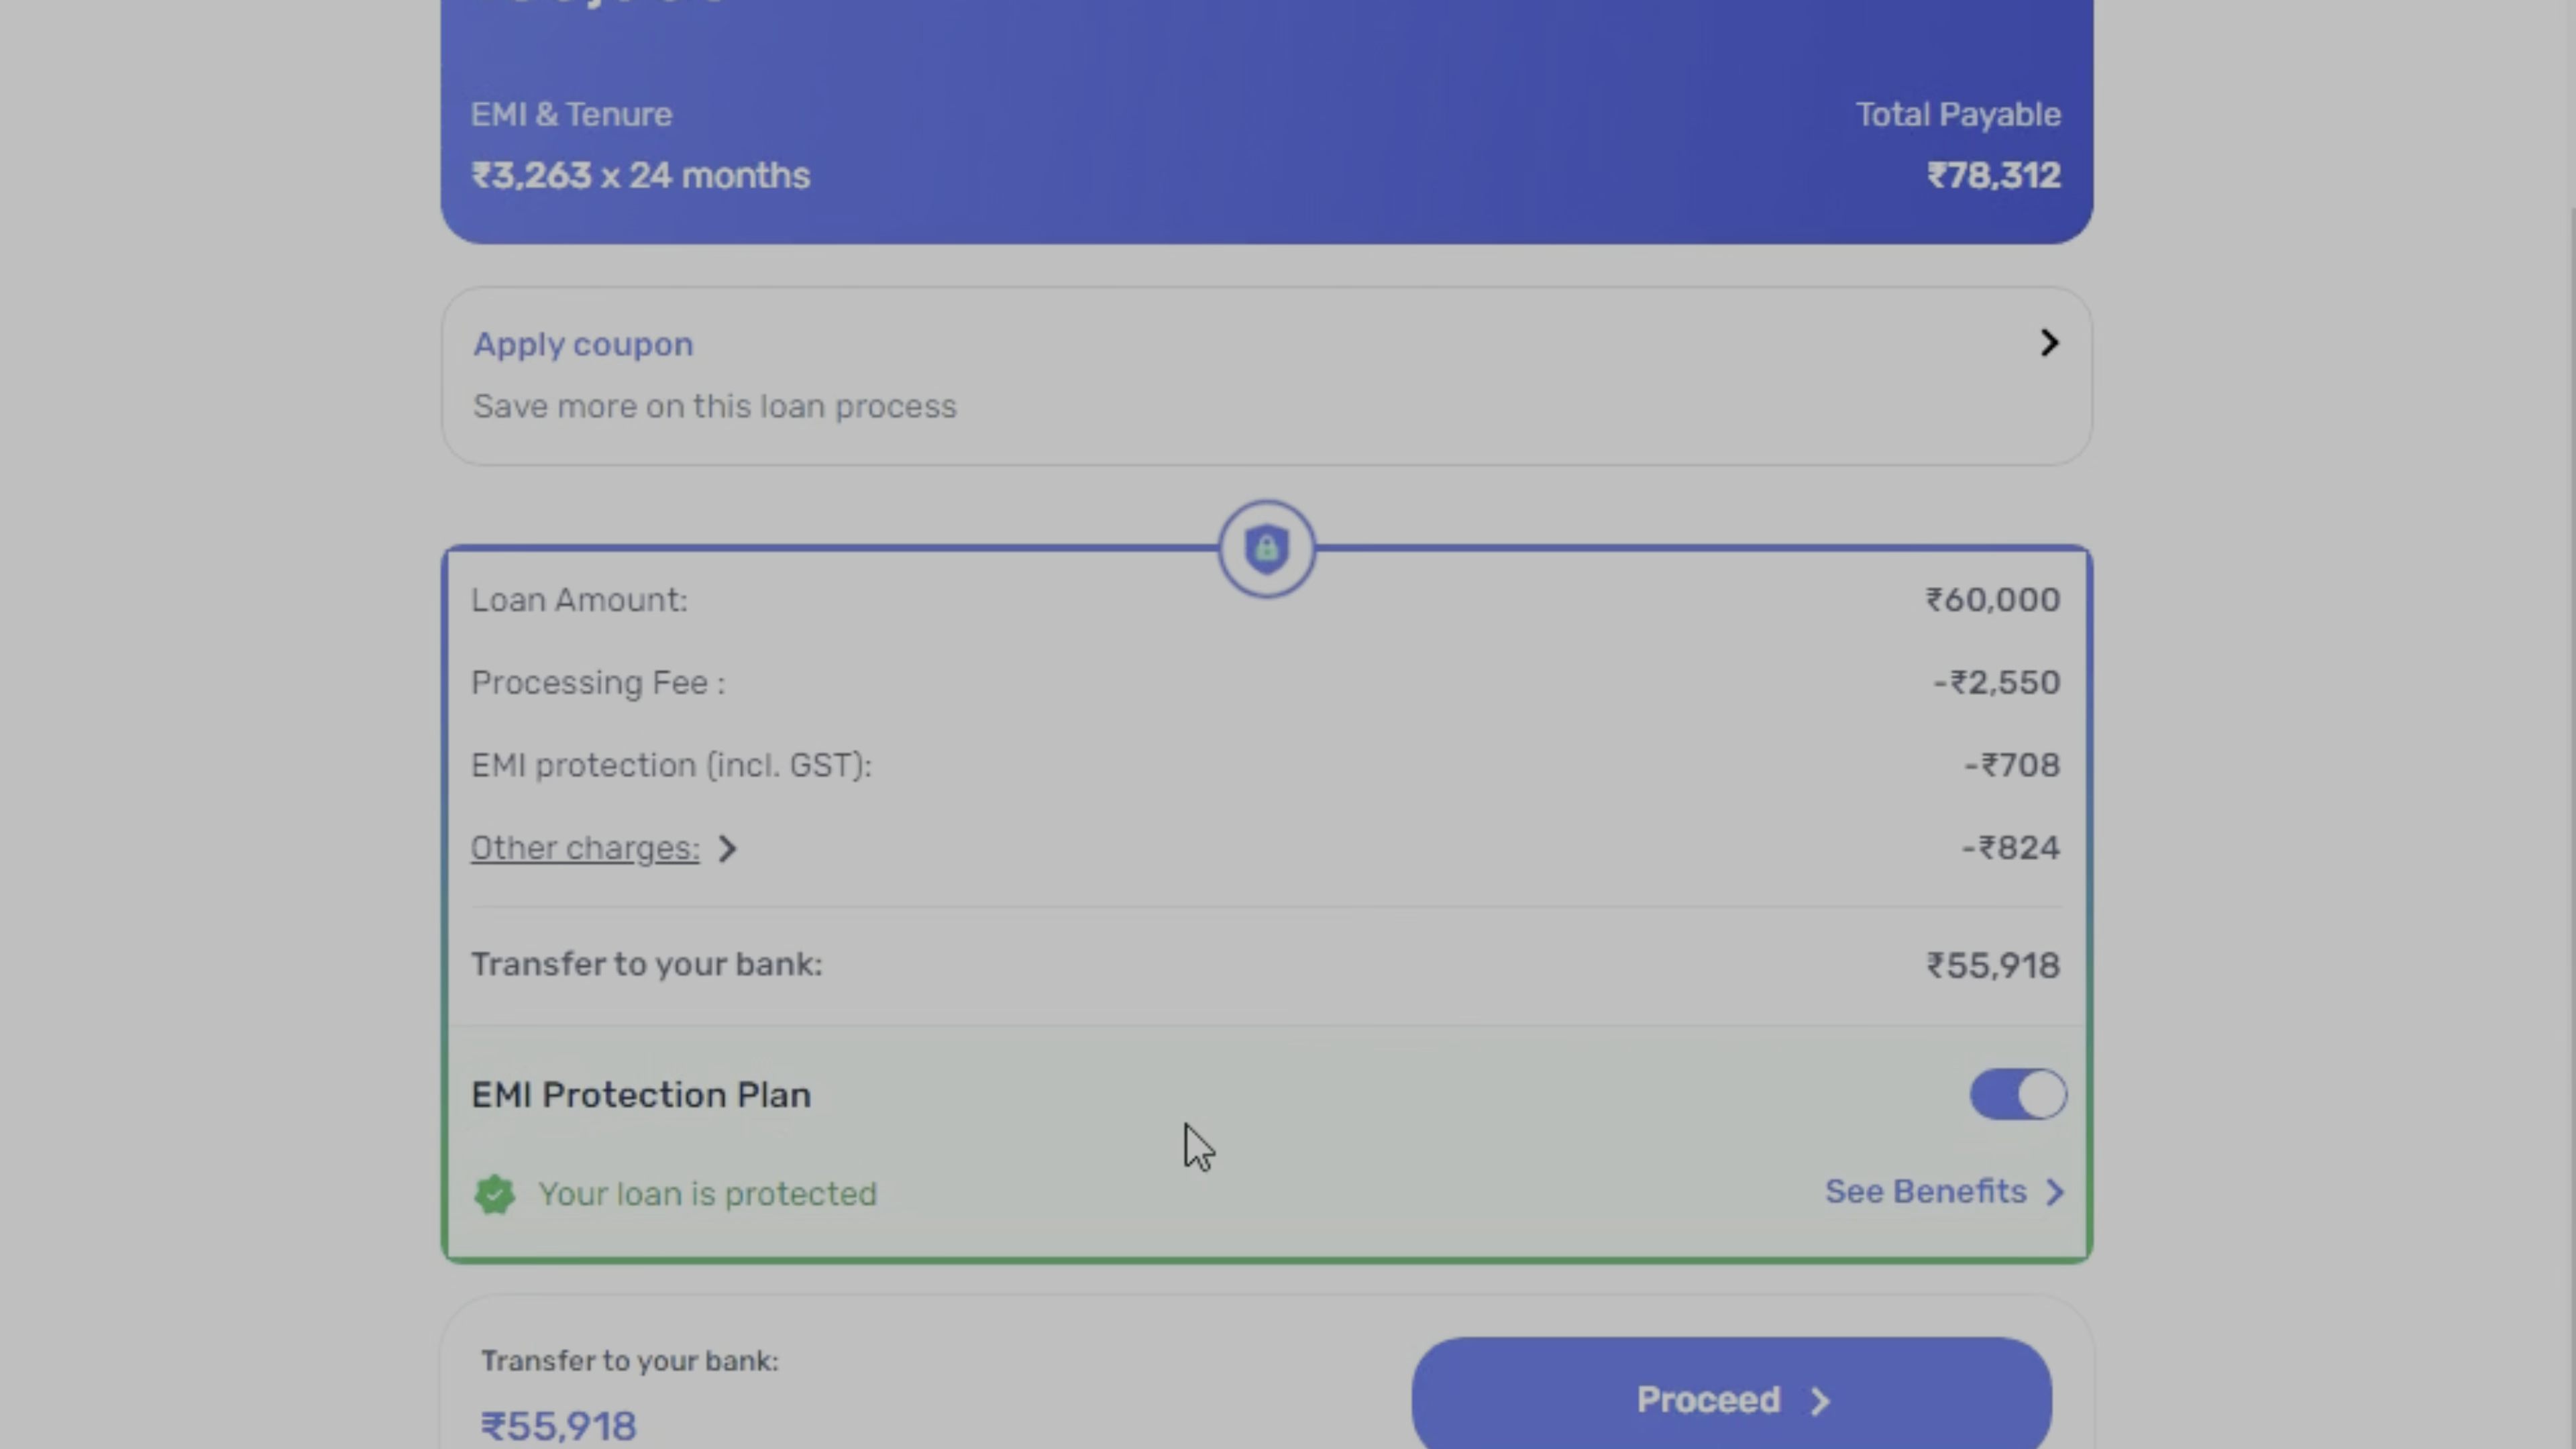 EMI & Tenure
Total Payable
₹3,263 x 24 months
₹78,312
Apply coupon
Save more on this loan process
Loan Amount:
₹60,000
Processing Fee :
-₹2,550
EMI protection (incl. GST):
-₹708
Other charges:
-₹824
Transfer to your bank:
₹55,918
EMI Protection Plan
Your loan is protected
See Benefits
Transfer to your bank:
Proceed
₹55,918